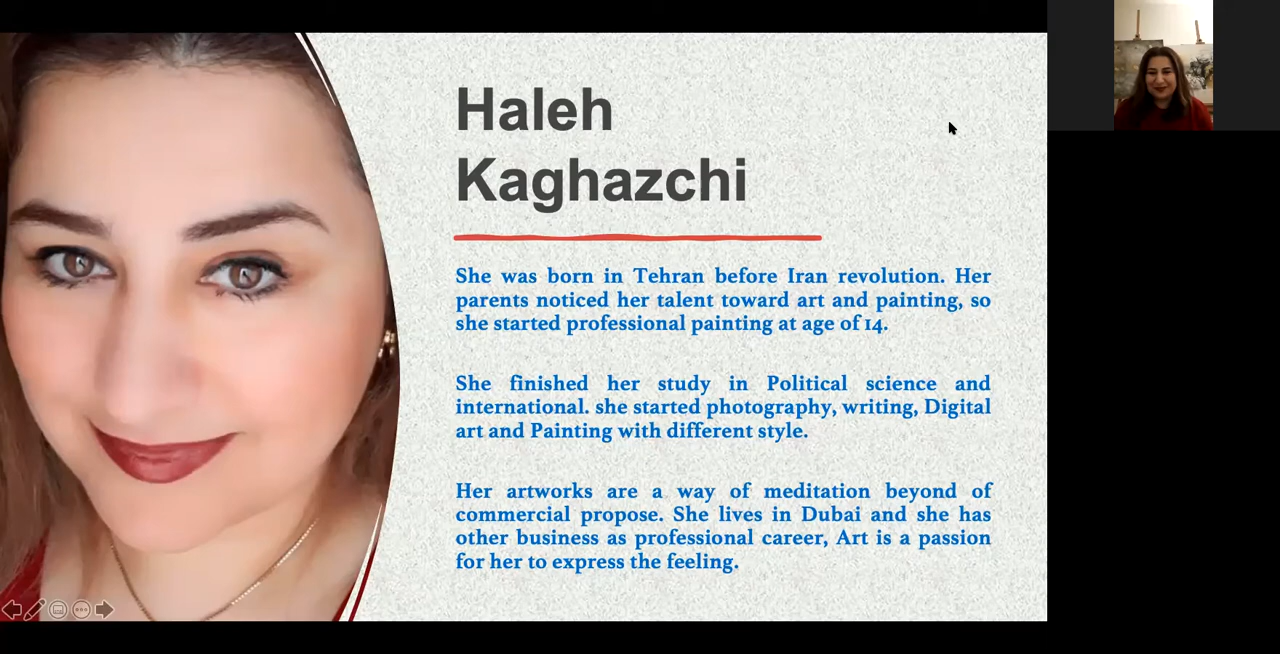 Haleh
Kaghazchi
She was born in Tehran before Iran revolution. Her
parents noticed her talent toward art and painting, so
she started professional painting at age of 14.
She finished her study in Political science and
international. she started photography, writing, Digital
art and Painting with different style.
Her artworks are a way of meditation beyond of
commercial propose. She lives in Dubai and she has
other business as professional career, Art is a passion
for her to express the feeling.